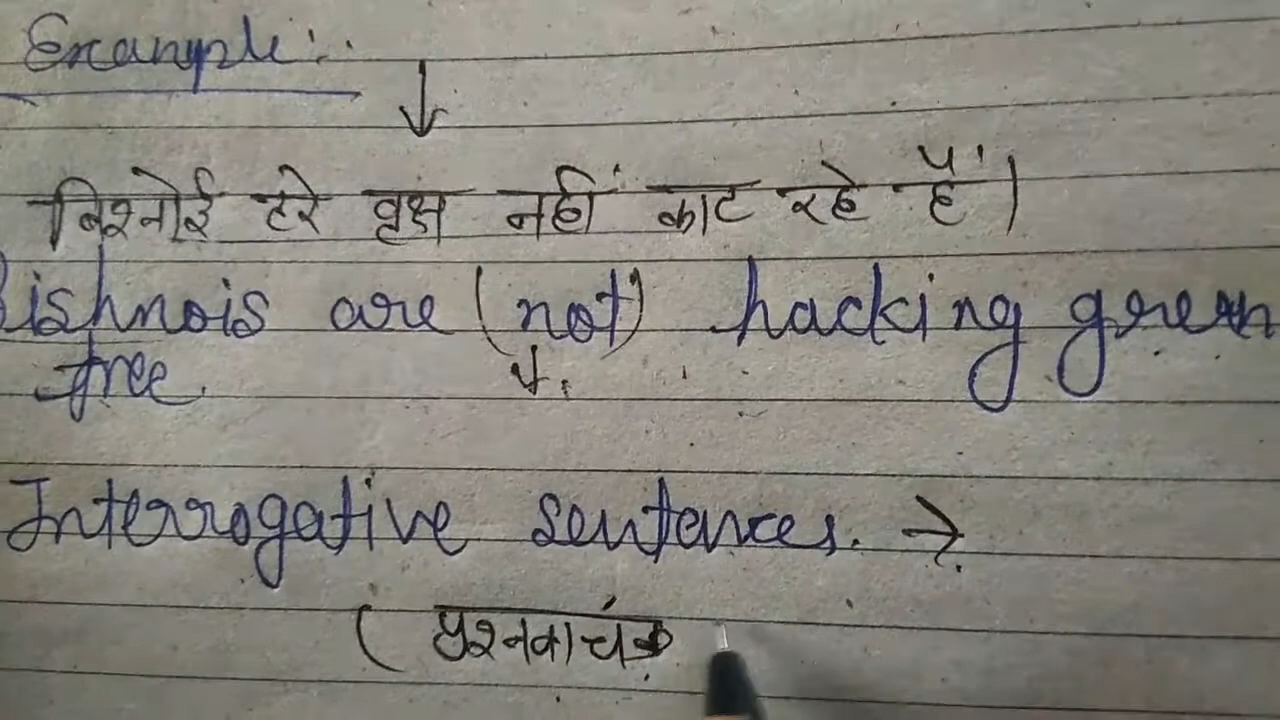 Example:
बिश्नोई हरे वृक्ष नहीं काट रहे हैं।
Bishnois are (not) hacking green
tree.
Interrogative sentences. →
( प्रश्नवाचक